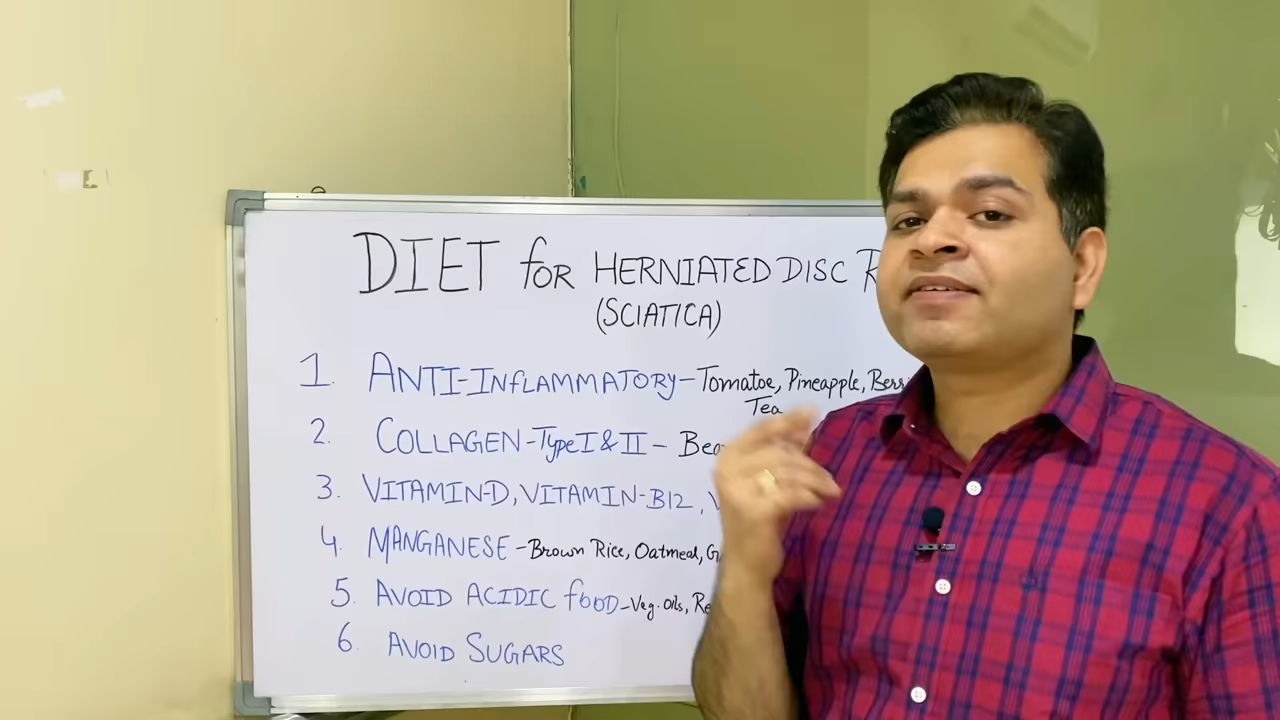 DIET for HERNIATED DISC
(SCIATICA)
1. ANTI-INFLAMMATORY - Tomatoe, Pineapple,
Tea
2. COLLAGEN - Type I & II -
3. VITAMIN-D, VITAMIN-B12,
4. MANGANESE - Brown Rice, Oatmeal,
5. AVOID ACIDIC fOOD - Veg. Oils,
6. AVOID SUGARS